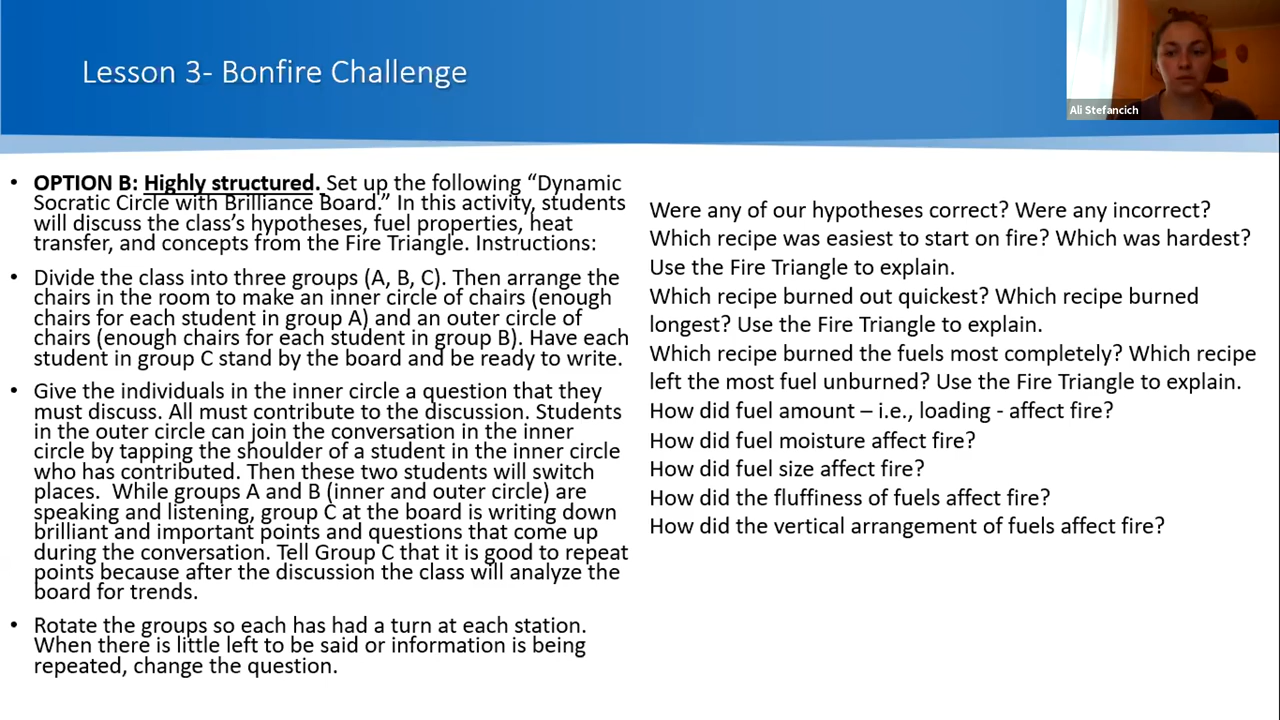 Lesson 3- Bonfire Challenge
Ali Stefancich
• OPTION B: Highly structured. Set up the following “Dynamic
Socratic Circle with Brilliance Board.” In this activity, students
will discuss the class’s hypotheses, fuel properties, heat
transfer, and concepts from the Fire Triangle. Instructions:
• Divide the class into three groups (A, B, C). Then arrange the
chairs in the room to make an inner circle of chairs (enough
chairs for each student in group A) and an outer circle of
chairs (enough chairs for each student in group B). Have each
student in group C stand by the board and be ready to write.
• Give the individuals in the inner circle a question that they
must discuss. All must contribute to the discussion. Students
in the outer circle can join the conversation in the inner
circle by tapping the shoulder of a student in the inner circle
who has contributed. Then these two students will switch
places. While groups A and B (inner and outer circle) are
speaking and listening, group C at the board is writing down
brilliant and important points and questions that come up
during the conversation. Tell Group C that it is good to repeat
points because after the discussion the class will analyze the
board for trends.
• Rotate the groups so each has had a turn at each station.
When there is little left to be said or information is being
repeated, change the question.
Were any of our hypotheses correct? Were any incorrect?
Which recipe was easiest to start on fire? Which was hardest?
Use the Fire Triangle to explain.
Which recipe burned out quickest? Which recipe burned
longest? Use the Fire Triangle to explain.
Which recipe burned the fuels most completely? Which recipe
left the most fuel unburned? Use the Fire Triangle to explain.
How did fuel amount – i.e., loading - affect fire?
How did fuel moisture affect fire?
How did fuel size affect fire?
How did the fluffiness of fuels affect fire?
How did the vertical arrangement of fuels affect fire?